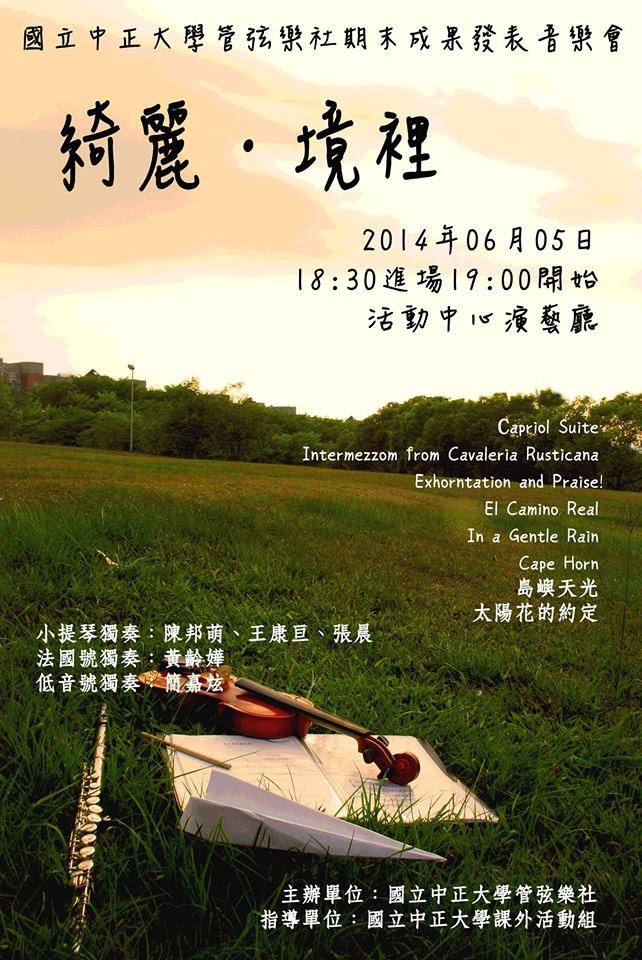 國立中正大學管弦樂社期末成果發表音樂會
綺麗・境裡
2014年06月05日
18:30進場19:00開始
活動中心演藝廳
Capriol Suite
Intermezzom from Cavaleria Rusticana
Exhorntation and Praise!
El Camino Real
In a Gentle Rain
Cape Horn
島嶼天光
太陽花的約定
小提琴獨奏：陳邦萌、王康亘、張晨
法國號獨奏：黃齡嬅
低音號獨奏：簡嘉炫
主辦單位：國立中正大學管弦樂社
指導單位：國立中正大學課外活動組